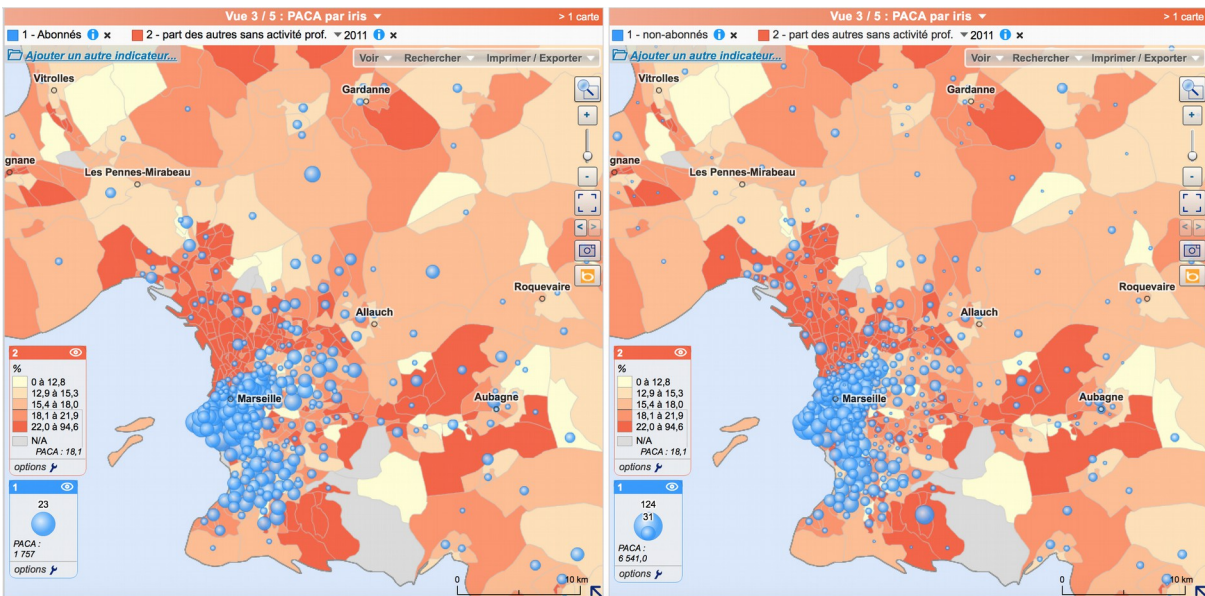 Vue 3 / 5 : PACA par iris
> 1 carte
1 - Abonnés
2 - part des autres sans activité prof.
2011
Ajouter un autre indicateur...
Voir
Rechercher
Imprimer / Exporter
Vitrolles
Gardanne
gnane
Les Pennes-Mirabeau
+
-
< >
Roquevaire
Allauch
Marseille
Aubagne
2
%
0 à 12,8
12,9 à 15,3
15,4 à 18,0
18,1 à 21,9
22,0 à 94,6
N/A
PACA : 18,1
options
1
23
PACA :
1 757
options
0
10 km
Vue 3 / 5 : PACA par iris
> 1 carte
1 - non-abonnés
2 - part des autres sans activité prof.
2011
Ajouter un autre indicateur...
Voir
Rechercher
Imprimer / Exporter
Vitrolles
Gardanne
gnane
Les Pennes-Mirabeau
+
-
< >
Roquevaire
Allauch
Marseille
Aubagne
2
%
0 à 12,8
12,9 à 15,3
15,4 à 18,0
18,1 à 21,9
22,0 à 94,6
N/A
PACA : 18,1
options
1
124
31
PACA :
6 541,0
options
0
10 km